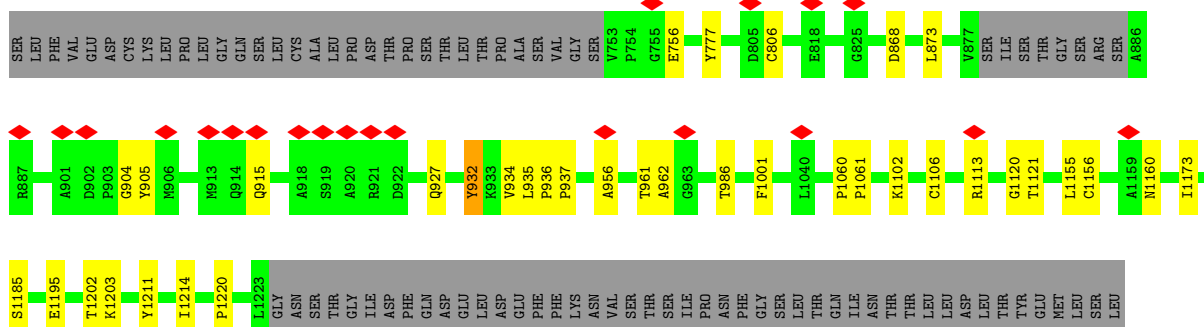 SER LEU PHE VAL GLU ASP CYS LYS LEU PRO LEU GLY GLN SER LEU CYS ALA LEU PRO ASP THR PRO SER THR LEU THR PRO ALA SER VAL GLY SER V753 P754 G755 E756 Y777 D805 C806 E818 G825 D868 L873 V877 SER ILE SER THR GLY SER ARG SER A886
R887 A901 D902 P903 G904 Y905 M906 M913 Q914 Q915 A918 S919 A920 R921 D922 Q927 Y932 K933 V934 L935 P936 P937 A956 T961 A962 G963 T986 F1001 L1040 P1060 P1061 K1102 C1106 R1113 G1120 T1121 L1155 C1156 A1159 N1160 I1173
S1185 E1195 T1202 K1203 Y1211 I1214 P1220 L1223 GLY ASN SER THR GLY ILE ASP PHE GLN ASP GLU LEU ASP GLU PHE PHE LYS ASN VAL SER THR SER ILE PRO ASN PHE GLY SER LEU THR GLN ILE ASN THR THR LEU LEU ASP LEU THR TYR GLU MET LEU SER LEU